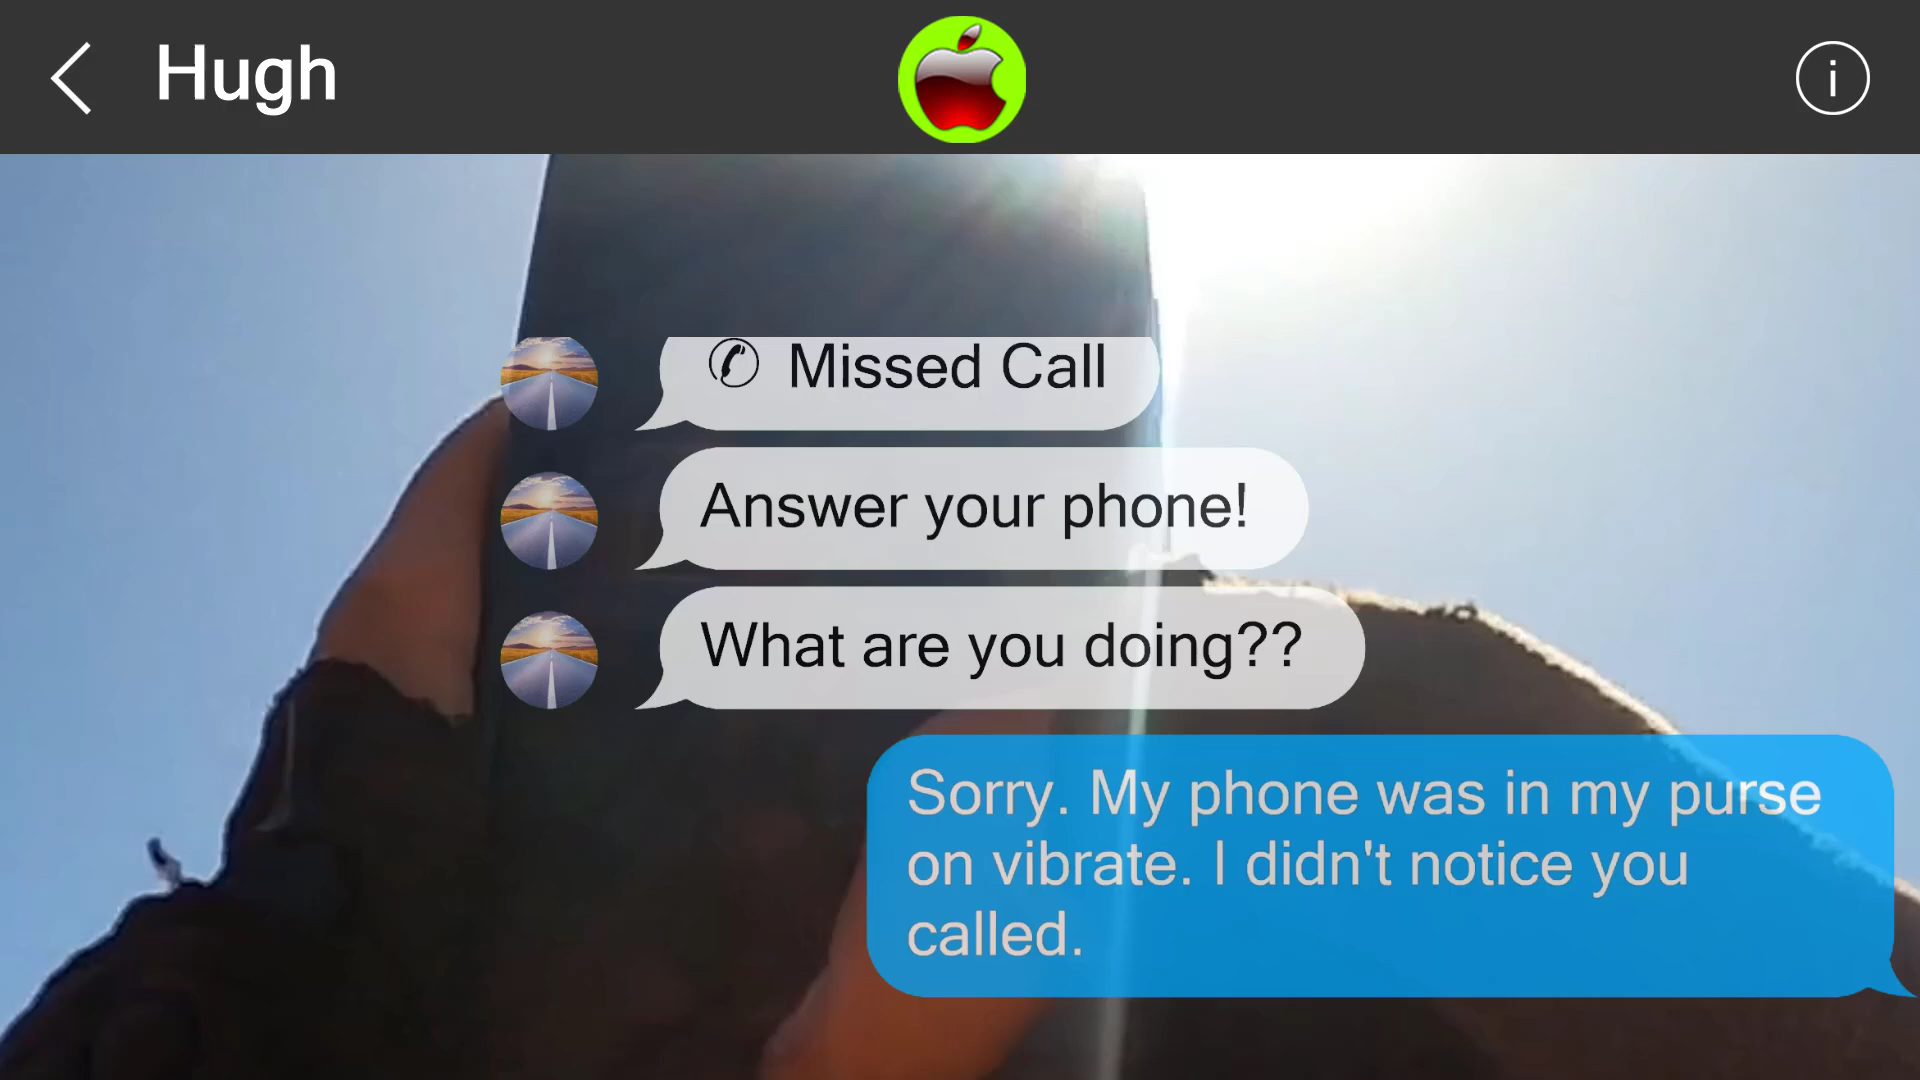 Hugh
Missed Call
Answer your phone!
What are you doing??
Sorry. My phone was in my purse
on vibrate. I didn't notice you
called.